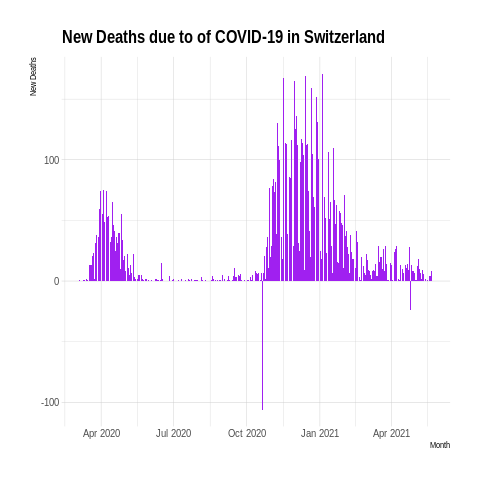 New Deaths due to of COVID-19 in Switzerland
New Deaths
100
0
-100
Apr 2020
Jul 2020
Oct 2020
Jan 2021
Apr 2021
Month